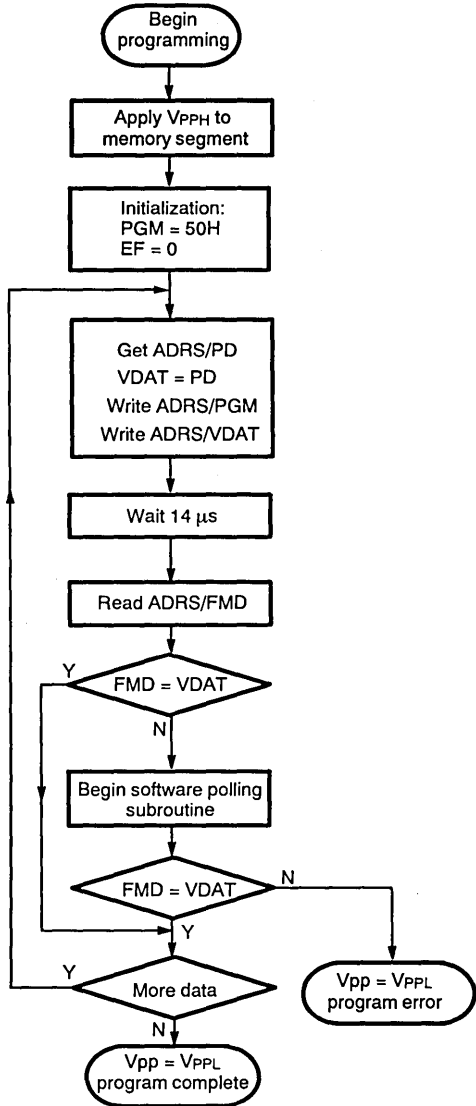 Begin
programming
Apply VPPH to
memory segment
Initialization:
PGM = 50H
EF = 0
Get ADRS/PD
VDAT = PD
Write ADRS/PGM
Write ADRS/VDAT
Wait 14 µs
Read ADRS/FMD
Y
FMD = VDAT
N
Begin software polling
subroutine
FMD = VDAT
N
Y
Y
More data
N
Vpp = VPPL
program error
Vpp = VPPL
program complete